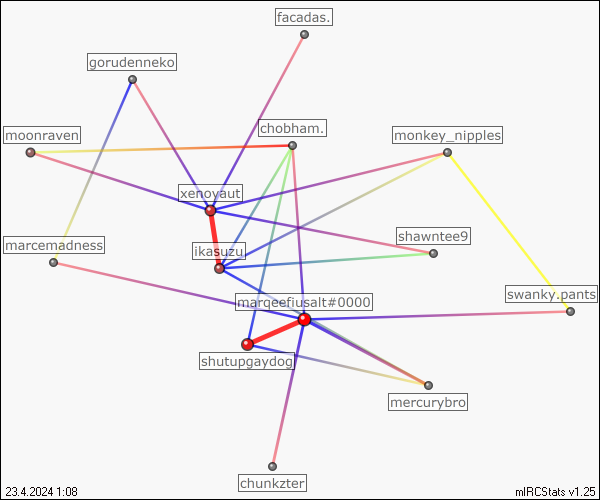 facadas.
gorudenneko
chobham.
moonraven
monkey_nipples
xenoyaut
shawntee9
marcemadness
ikasuzu
swanky.pants
marqeefiusalt#0000
shutupgaydog
mercurybro
chunkzter
23.4.2024 1:08
mIRCStats v1.25